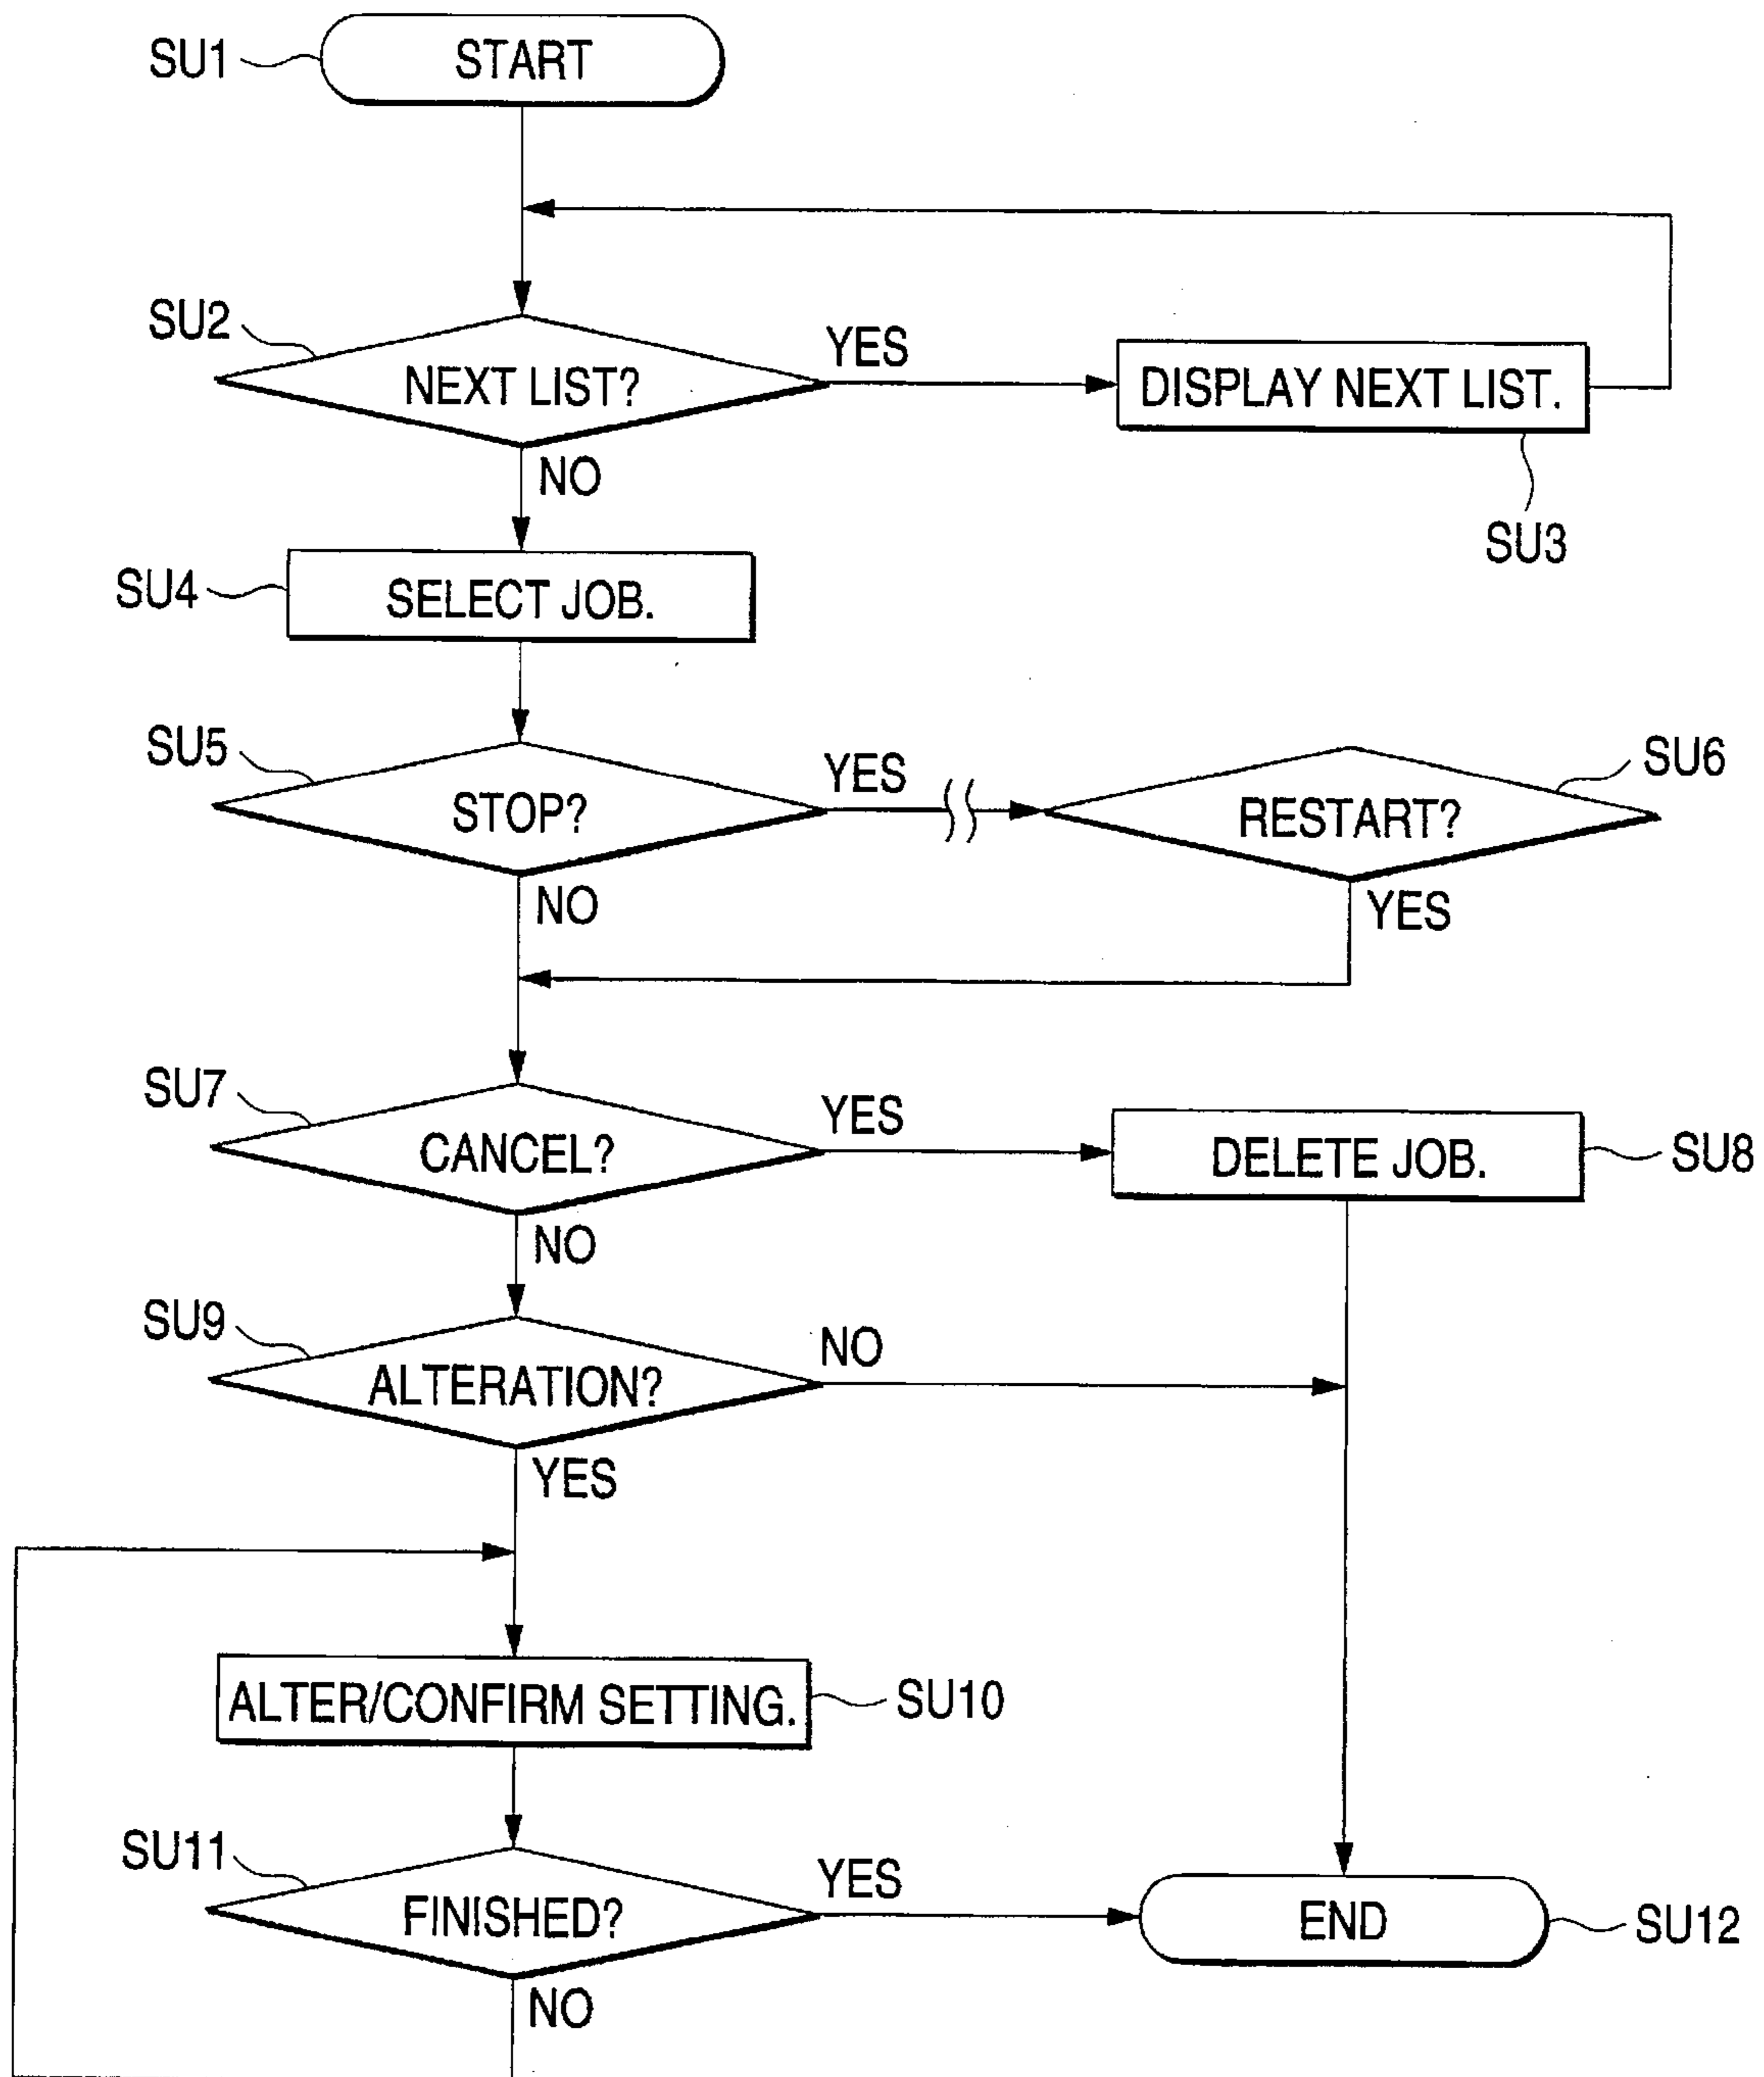 SU1
START
SU2
NEXT LIST?
YES
DISPLAY NEXT LIST.
NO
SU3
SU4
SELECT JOB.
SU5
STOP?
YES
SU6
RESTART?
NO
YES
SU7
CANCEL?
YES
DELETE JOB.
SU8
NO
SU9
ALTERATION?
NO
YES
ALTER/CONFIRM SETTING.
SU10
SU11
FINISHED?
YES
END
SU12
NO